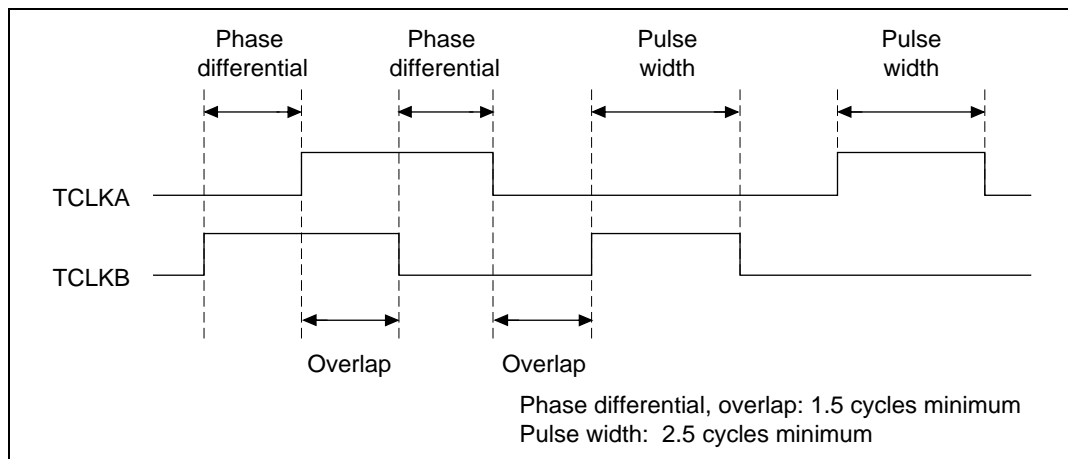 Phase
differential
Phase
differential
Pulse
width
Pulse
width
TCLKA
TCLKB
Overlap
Overlap
Phase differential, overlap: 1.5 cycles minimum
Pulse width:  2.5 cycles minimum